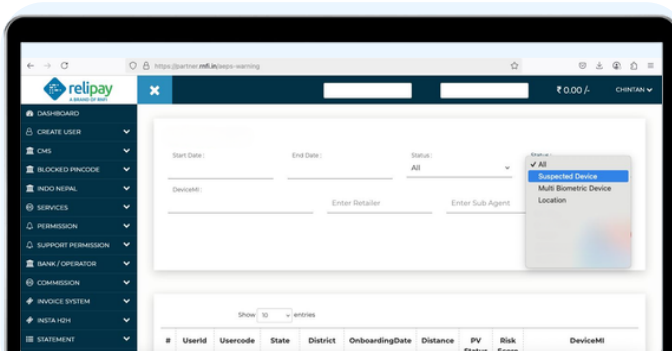 https://partner.rnfi.in/aeps-warning
relipay
A BRAND OF RNFI
₹ 0.00 /-
CHINTAN
DASHBOARD
CREATE USER
CMS
BLOCKED PINCODE
INDO NEPAL
SERVICES
PERMISSION
SUPPORT PERMISSION
BANK / OPERATOR
COMMISSION
INVOICE SYSTEM
INSTA H2H
STATEMENT
Start Date :
End Date :
Status :
Status :
All
✓ All
Suspected Device
Multi Biometric Device
Location
DeviceMI :
Enter Retailer
Enter Sub Agent
Show 10 entries
# UserId Usercode State District OnboardingDate Distance PV Status Risk Score DeviceMI